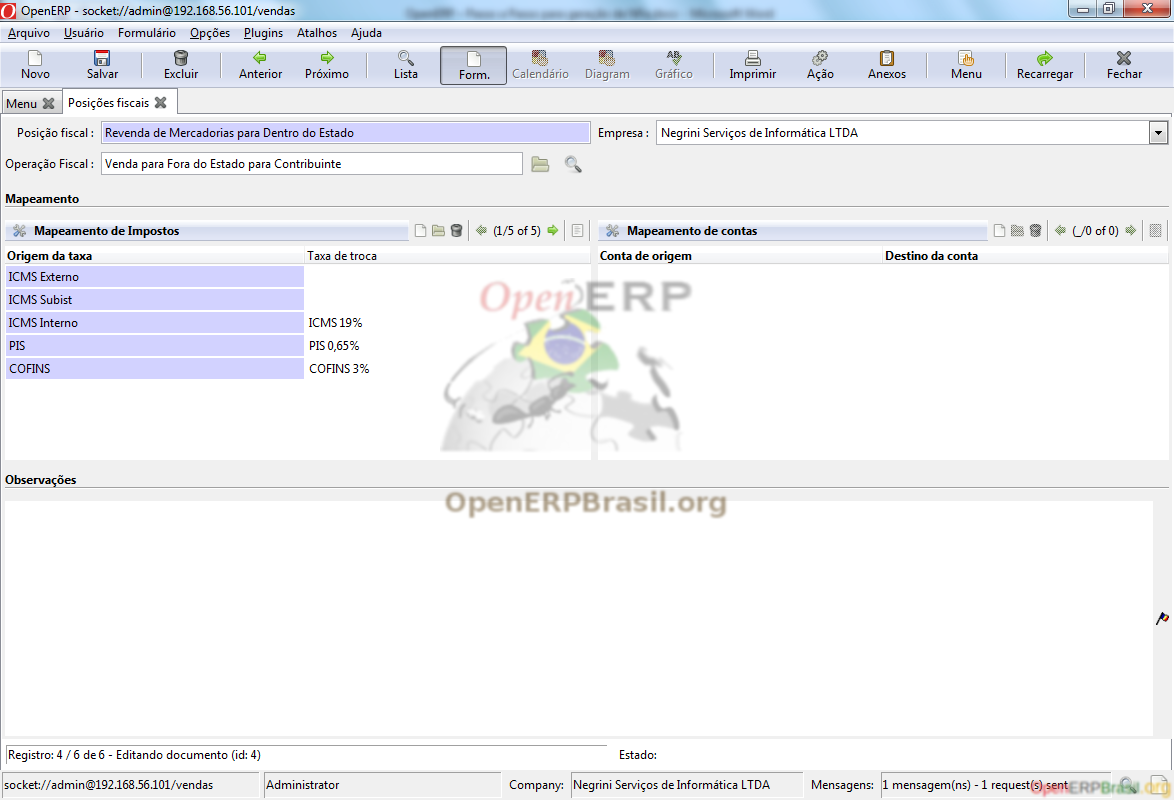 OpenERP - socket://admin@192.168.56.101/vendas
Arquivo Usuário Formulário Opções Plugins Atalhos Ajuda
Novo Salvar Excluir Anterior Próximo Lista Form. Calendário Diagram Gráfico Imprimir Ação Anexos Menu Recarregar Fechar
Menu Posições fiscais
Posição fiscal : Revenda de Mercadorias para Dentro do Estado Empresa : Negrini Serviços de Informática LTDA
Operação Fiscal : Venda para Fora do Estado para Contribuinte
Mapeamento
Mapeamento de Impostos (1/5 of 5) Mapeamento de contas (_/0 of 0)
Origem da taxa Taxa de troca Conta de origem Destino da conta
ICMS Externo
ICMS Subist
ICMS Interno ICMS 19%
PIS PIS 0,65%
COFINS COFINS 3%
OpenERP
Observações
OpenERPBrasil.org
Registro: 4 / 6 de 6 - Editando documento (id: 4) Estado:
socket://admin@192.168.56.101/vendas Administrator Company: Negrini Serviços de Informática LTDA Mensagens: 1 mensagem(ns) - 1 request(s) sent
OpenERPBrasil.org